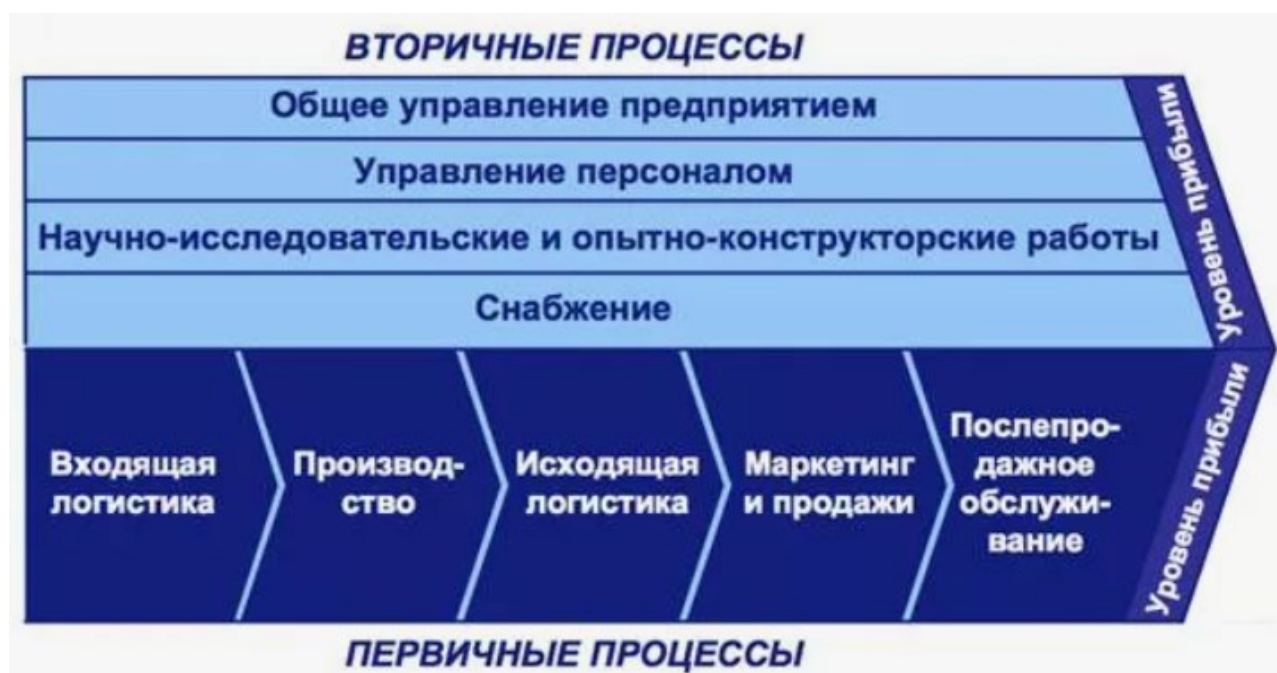 ВТОРИЧНЫЕ ПРОЦЕССЫ
Общее управление предприятием
Управление персоналом
Научно-исследовательские и опытно-конструкторские работы
Снабжение
Уровень прибыли
Входящая
логистика
Производ-
ство
Исходящая
логистика
Маркетинг
и продажи
Послепро-
дажное
обслужи-
вание
Уровень прибыли
ПЕРВИЧНЫЕ ПРОЦЕССЫ